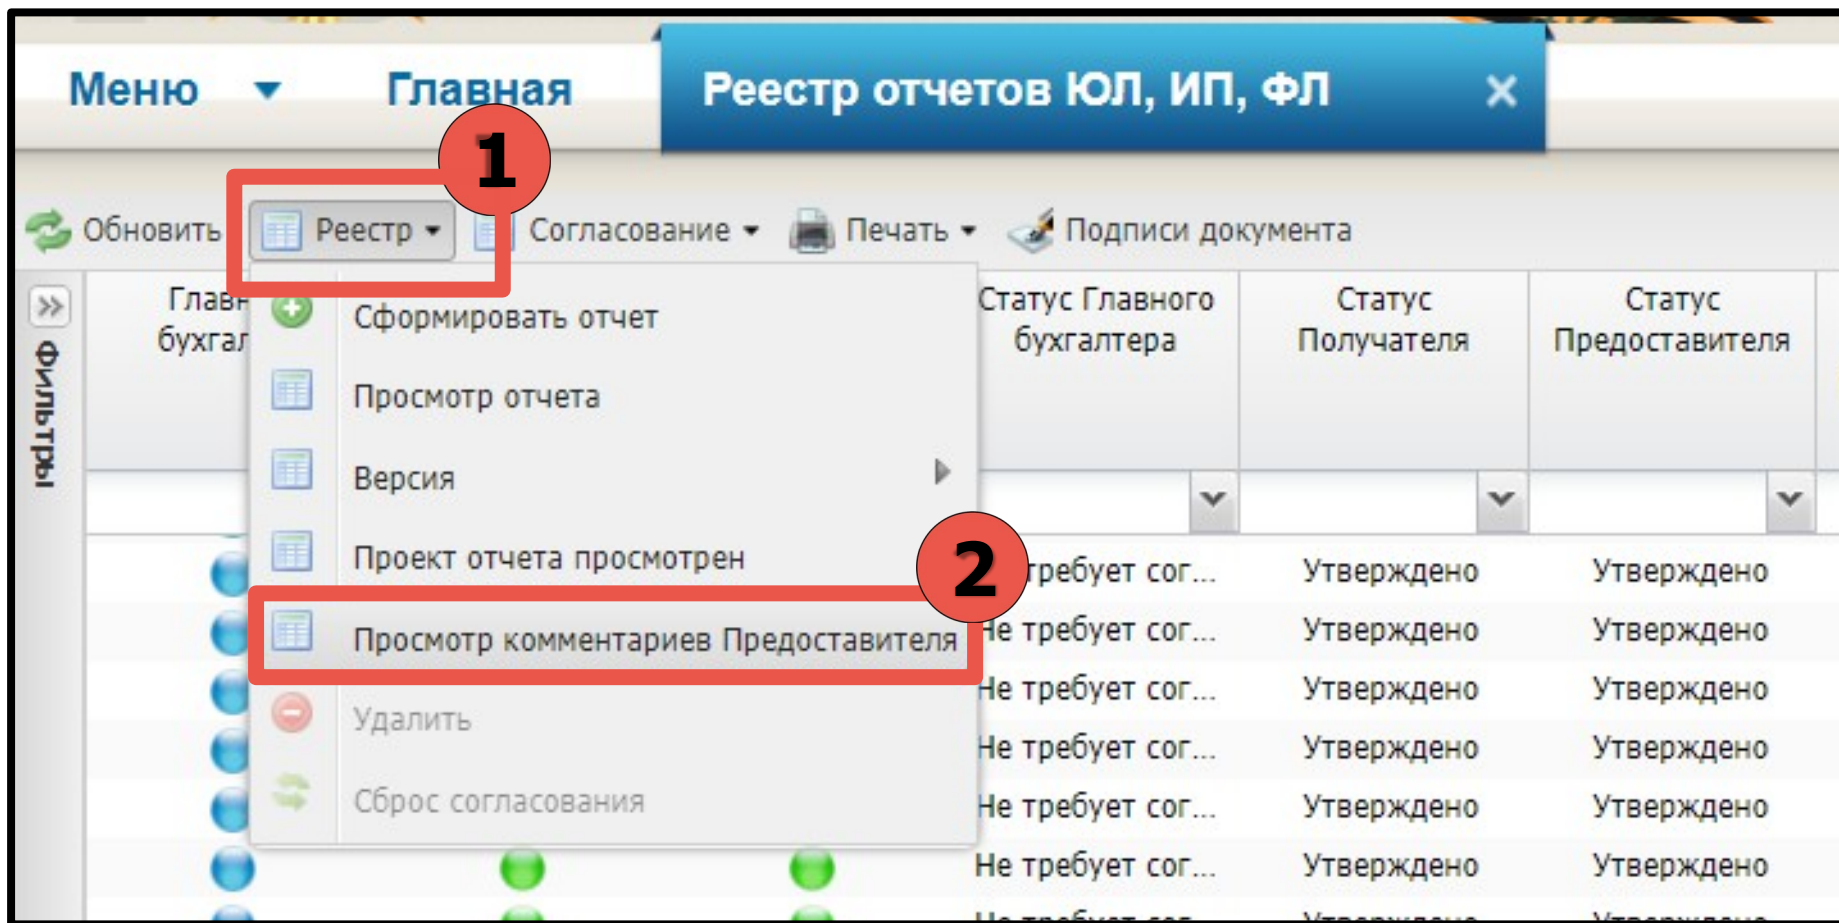 Меню Главная Реестр отчетов ЮЛ, ИП, ФЛ
1
Обновить Реестр Согласование Печать Подписи документа
Фильтры
Статус Главного бухгалтера
Статус Получателя
Статус Предоставителя
Сформировать отчет
Просмотр отчета
Версия
Проект отчета просмотрен
2
Просмотр комментариев Предоставителя
Удалить
Сброс согласования
требует сог... Утверждено Утверждено
Не требует сог... Утверждено Утверждено
Не требует сог... Утверждено Утверждено
Не требует сог... Утверждено Утверждено
Не требует сог... Утверждено Утверждено
Не требует сог... Утверждено Утверждено